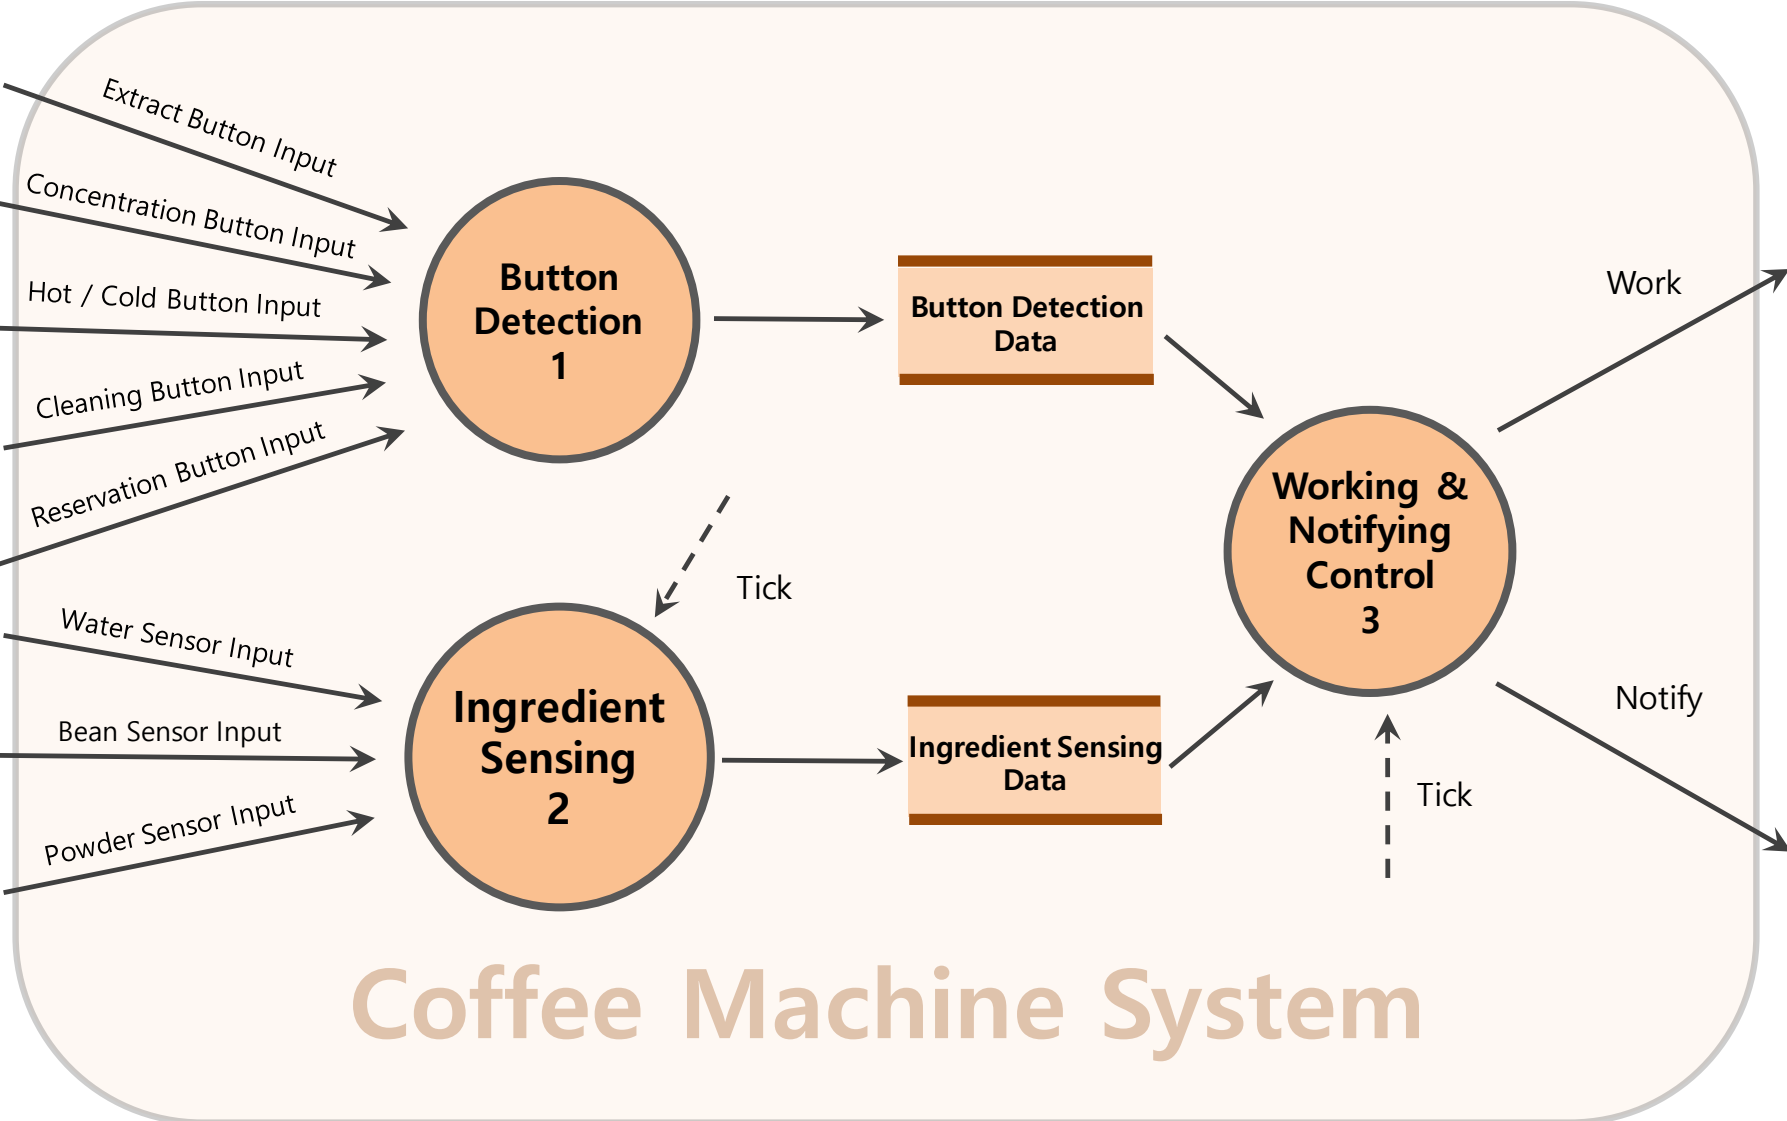 Extract Button Input
Concentration Button Input
Hot / Cold Button Input
Cleaning Button Input
Reservation Button Input
Button
Detection
1
Button Detection
Data
Work
Working &
Notifying
Control
3
Tick
Water Sensor Input
Bean Sensor Input
Powder Sensor Input
Ingredient
Sensing
2
Ingredient Sensing
Data
Notify
Tick
Coffee Machine System